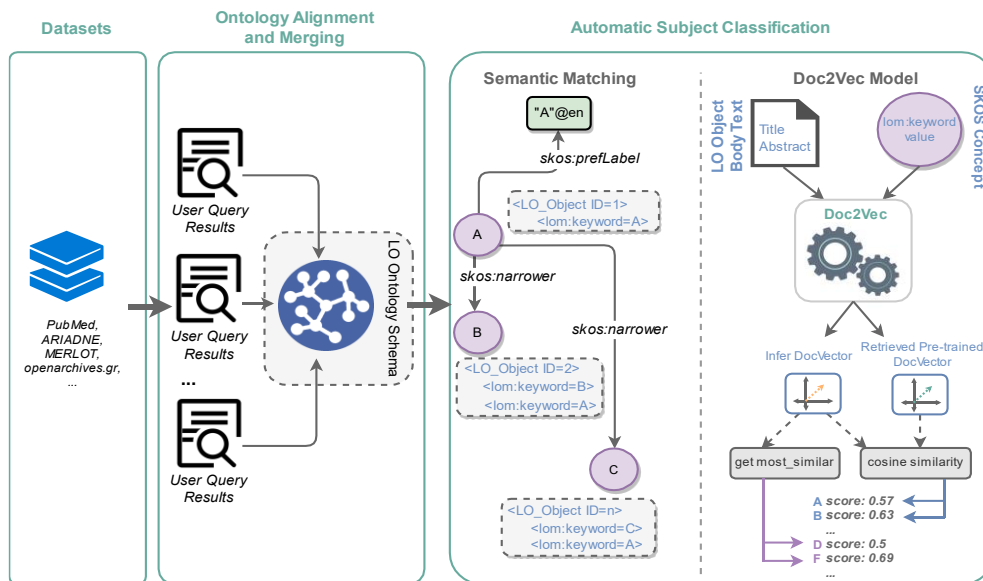 Datasets
Ontology Alignment
and Merging
Automatic Subject Classification
PubMed,
ARIADNE,
MERLOT,
openarchives.gr,
...
User Query
Results
User Query
Results
...
User Query
Results
LO Ontology Schema
Semantic Matching
"A"@en
skos:prefLabel
<LO_Object ID=1>
<lom:keyword=A>
A
skos:narrower
skos:narrower
B
<LO_Object ID=2>
<lom:keyword=B>
<lom:keyword=A>
C
<LO_Object ID=n>
<lom:keyword=C>
<lom:keyword=A>
Doc2Vec Model
LO Object
Body Text
Title
Abstract
lom:keyword
value
SKOS Concept
Doc2Vec
Infer DocVector
Retrieved Pre-trained
DocVector
get most_similar
cosine similarity
A score: 0.57
B score: 0.63
...
D score: 0.5
F score: 0.69
...